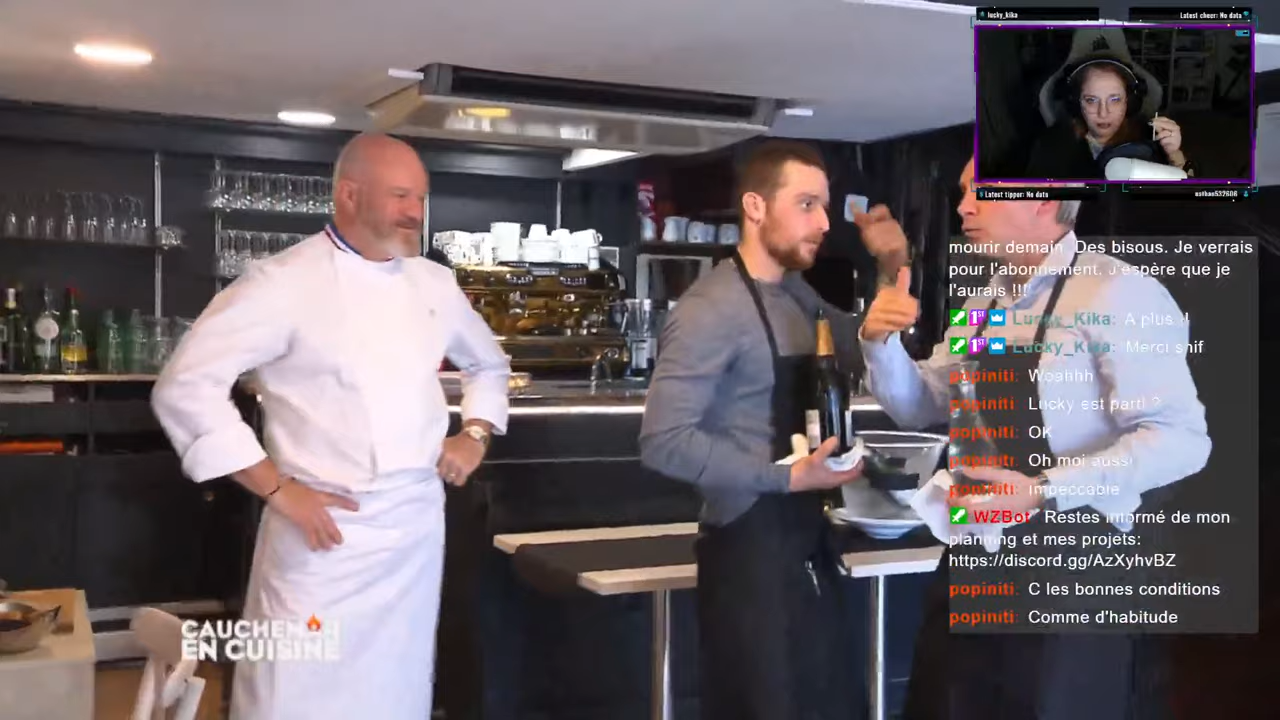 lucky_kika
Latest cheer: No data
Latest tipper: No data
mourir demain. Des bisous. Je verrais
pour l'abonnement. J'espère que je
l'aurais !!!
Lucky_Kika: A plus !!
Lucky_Kika: Merci snif
popiniti: Woahhh
popiniti: Lucky est parti ?
popiniti: OK
popiniti: Oh moi aussi
popiniti: impeccable
WZBot: Restes informé de mon
planning et mes projets:
https://discord.gg/AzXyhvBZ
popiniti: C les bonnes conditions
popiniti: Comme d'habitude
CAUCHEMAR
EN CUISINE